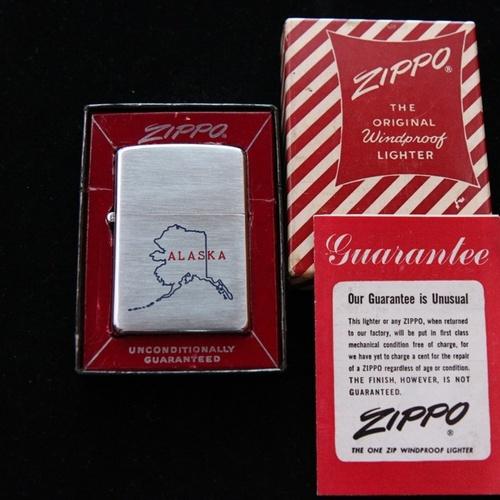 ZIPPO®
ALASKA
UNCONDITIONALLY
GUARANTEED
ZIPPO®
THE
ORIGINAL
Windproof
LIGHTER
Guarantee
Our Guarantee is Unusual
This lighter or any ZIPPO, when returned
to our factory, will be put in first class
mechanical condition free of charge, for
we have yet to charge a cent for the repair
of a ZIPPO regardless of age or condition.
THE FINISH, HOWEVER, IS NOT
GUARANTEED.
ZIPPO®
THE ONE ZIP WINDPROOF LIGHTER